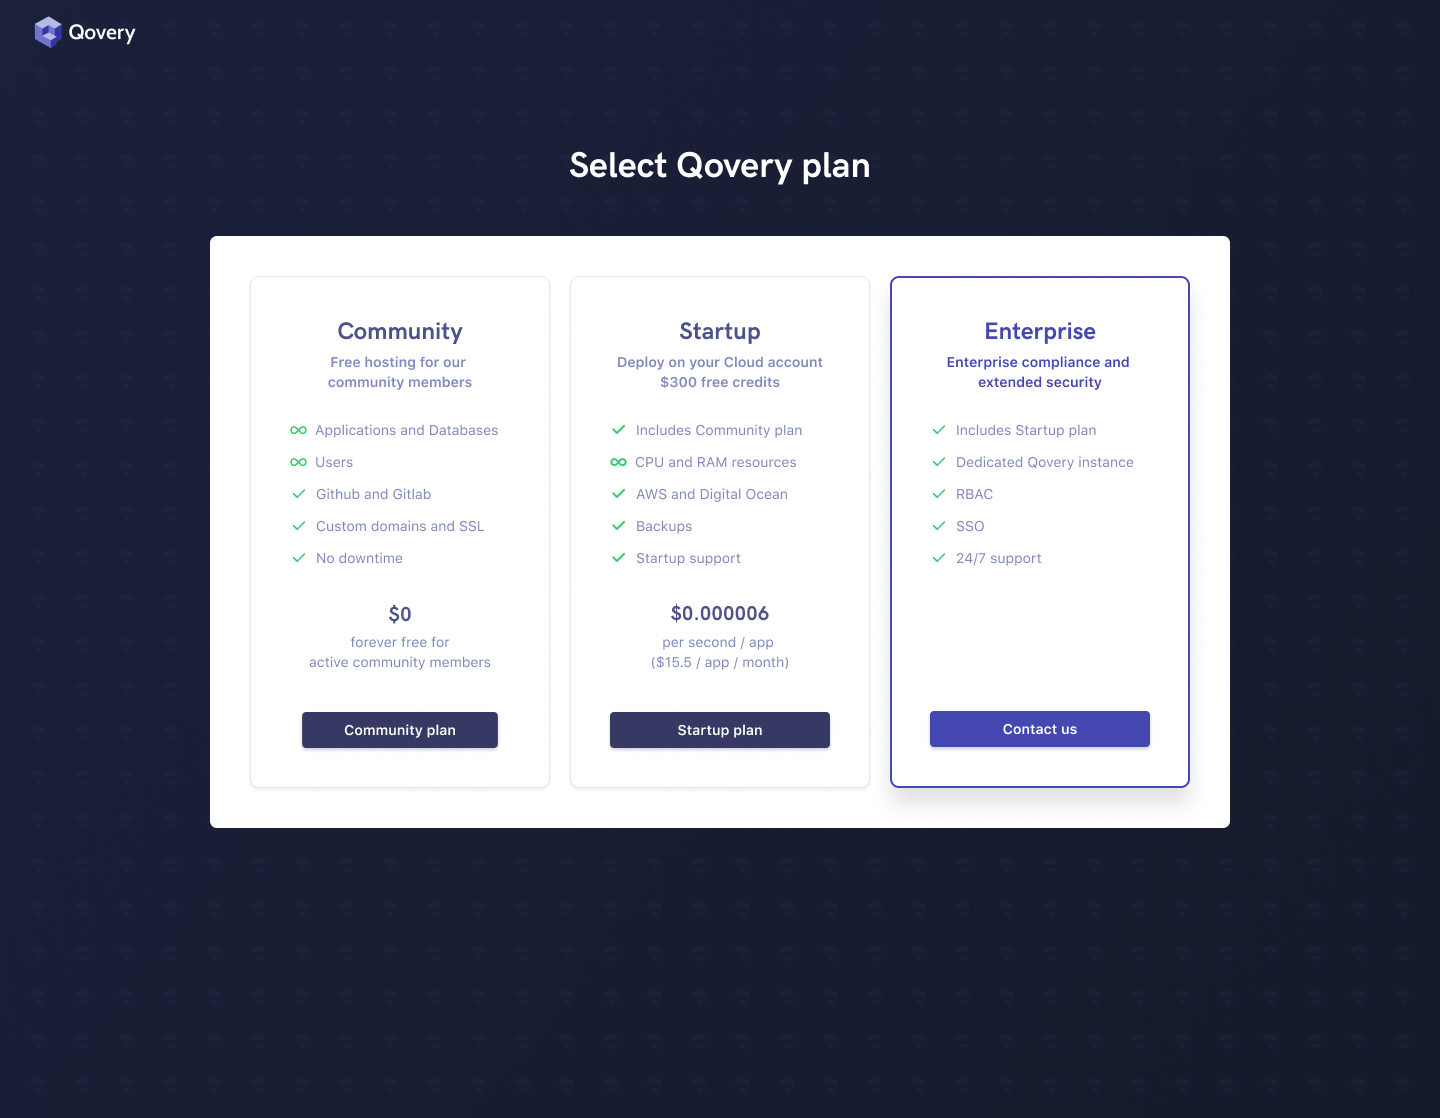 Qovery
Select Qovery plan
Community
Free hosting for our
community members
Applications and Databases
Users
Github and Gitlab
Custom domains and SSL
No downtime
$0
forever free for
active community members
Community plan
Startup
Deploy on your Cloud account
$300 free credits
Includes Community plan
CPU and RAM resources
AWS and Digital Ocean
Backups
Startup support
$0.000006
per second / app
($15.5 / app / month)
Startup plan
Enterprise
Enterprise compliance and
extended security
Includes Startup plan
Dedicated Qovery instance
RBAC
SSO
24/7 support
Contact us